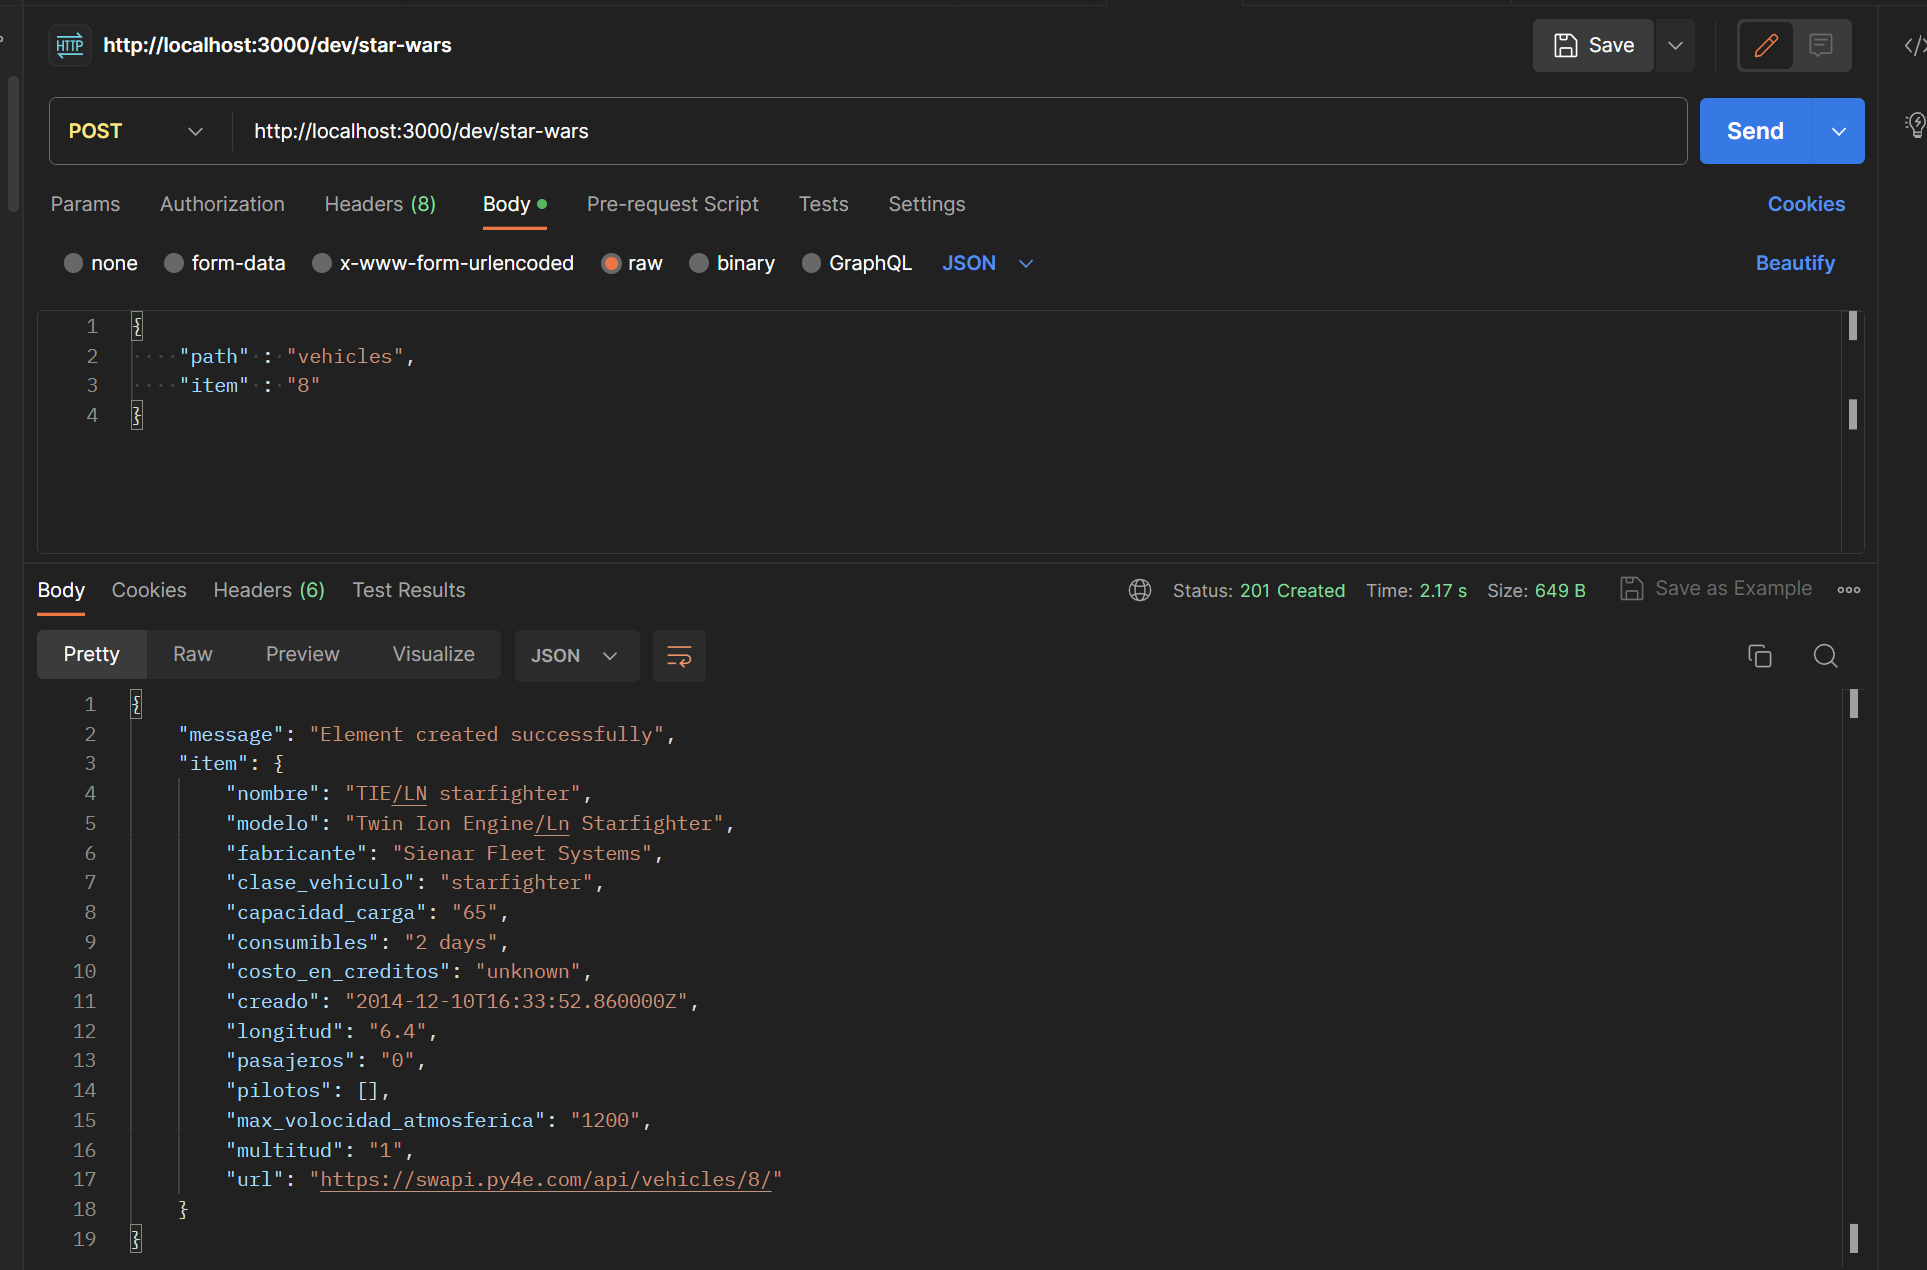 HTTP http://localhost:3000/dev/star-wars Save
POST http://localhost:3000/dev/star-wars Send
Params Authorization Headers (8) Body Pre-request Script Tests Settings Cookies
none form-data x-www-form-urlencoded raw binary GraphQL JSON Beautify
1 {
2 "path" : "vehicles",
3 "item" : "8"
4 }
Body Cookies Headers (6) Test Results Status: 201 Created Time: 2.17 s Size: 649 B Save as Example
Pretty Raw Preview Visualize JSON
1 {
2 "message": "Element created successfully",
3 "item": {
4 "nombre": "TIE/LN starfighter",
5 "modelo": "Twin Ion Engine/Ln Starfighter",
6 "fabricante": "Sienar Fleet Systems",
7 "clase_vehiculo": "starfighter",
8 "capacidad_carga": "65",
9 "consumibles": "2 days",
10 "costo_en_creditos": "unknown",
11 "creado": "2014-12-10T16:33:52.860000Z",
12 "longitud": "6.4",
13 "pasajeros": "0",
14 "pilotos": [],
15 "max_volocidad_atmosferica": "1200",
16 "multitud": "1",
17 "url": "https://swapi.py4e.com/api/vehicles/8/"
18 }
19 }